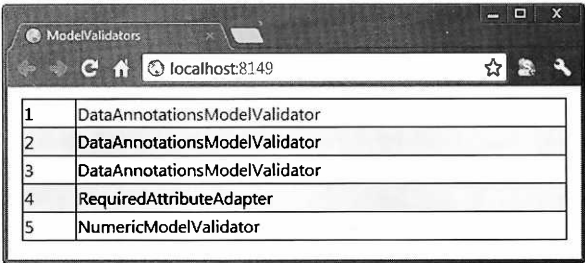 ModelValidators
localhost:8149
1 DataAnnotationsModelValidator
2 DataAnnotationsModelValidator
3 DataAnnotationsModelValidator
4 RequiredAttributeAdapter
5 NumericModelValidator